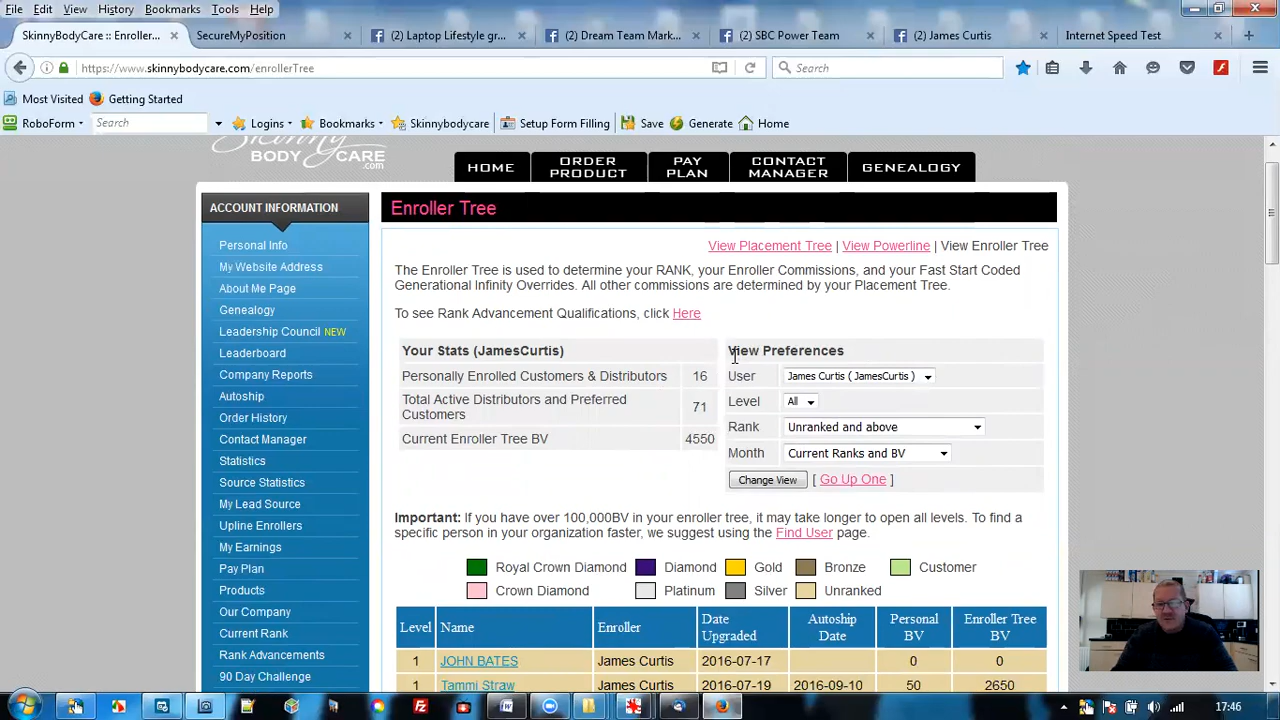 File Edit View History Bookmarks Tools Help
SkinnyBodyCare :: Enroller... × SecureMyPosition × (2) Laptop Lifestyle gr... × (2) Dream Team Mark... × (2) SBC Power Team × (2) James Curtis × Internet Speed Test ×
https://www.skinnybodycare.com/enrollerTree Search
Most Visited Getting Started
RoboForm Search Logins Bookmarks Skinnybodycare Setup Form Filling Save Generate Home
Skinny
BODY CARE
.com
HOME ORDER PRODUCT PAY PLAN CONTACT MANAGER GENEALOGY
ACCOUNT INFORMATION
Personal Info
My Website Address
About Me Page
Genealogy
Leadership Council NEW
Leaderboard
Company Reports
Autoship
Order History
Contact Manager
Statistics
Source Statistics
My Lead Source
Upline Enrollers
My Earnings
Pay Plan
Products
Our Company
Current Rank
Rank Advancements
90 Day Challenge
Enroller Tree
View Placement Tree | View Powerline | View Enroller Tree
The Enroller Tree is used to determine your RANK, your Enroller Commissions, and your Fast Start Coded
Generational Infinity Overrides. All other commissions are determined by your Placement Tree.
To see Rank Advancement Qualifications, click Here
Your Stats (JamesCurtis)
Personally Enrolled Customers & Distributors 16
Total Active Distributors and Preferred
Customers 71
Current Enroller Tree BV 4550
View Preferences
User James Curtis ( JamesCurtis )
Level All
Rank Unranked and above
Month Current Ranks and BV
Change View [ Go Up One ]
Important: If you have over 100,000BV in your enroller tree, it may take longer to open all levels. To find a
specific person in your organization faster, we suggest using the Find User page.
Royal Crown Diamond Diamond Gold Bronze Customer
Crown Diamond Platinum Silver Unranked
Level Name Enroller Date Upgraded Autoship Date Personal BV Enroller Tree BV
1 JOHN BATES James Curtis 2016-07-17 0 0
1 Tammi Straw James Curtis 2016-07-19 2016-09-10 50 2650
17:46